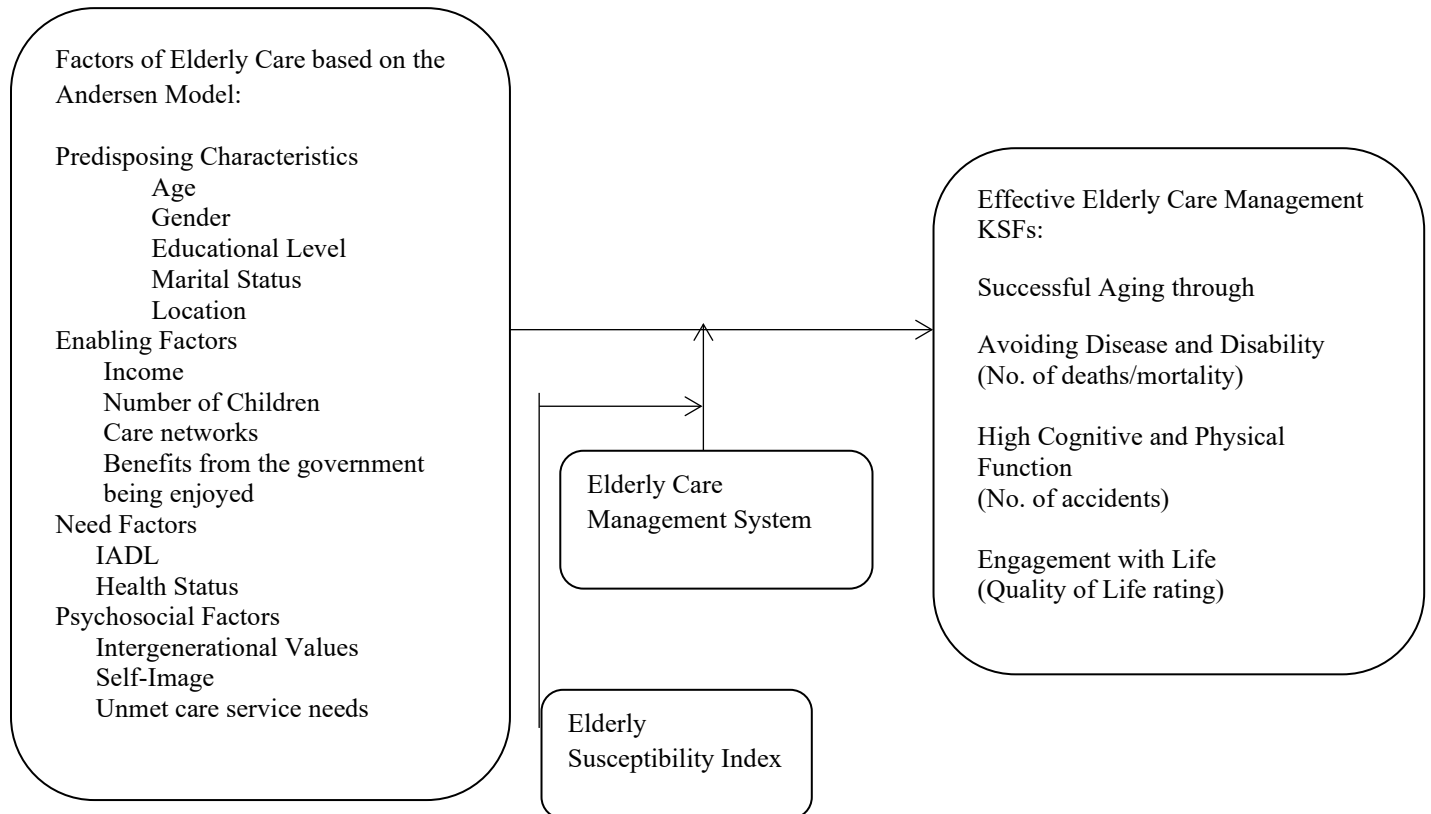 Factors of Elderly Care based on the
Andersen Model:
Predisposing Characteristics
Age
Gender
Educational Level
Marital Status
Location
Enabling Factors
Income
Number of Children
Care networks
Benefits from the government
being enjoyed
Need Factors
IADL
Health Status
Psychosocial Factors
Intergenerational Values
Self-Image
Unmet care service needs
Elderly Care
Management System
Elderly
Susceptibility Index
Effective Elderly Care Management
KSFs:
Successful Aging through
Avoiding Disease and Disability
(No. of deaths/mortality)
High Cognitive and Physical
Function
(No. of accidents)
Engagement with Life
(Quality of Life rating)